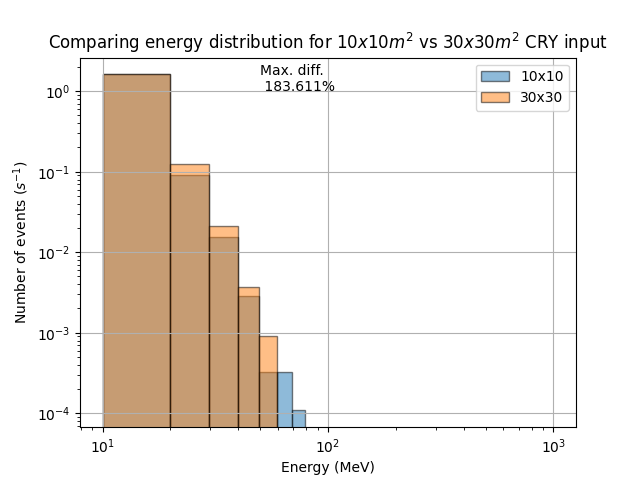 Comparing energy distribution for 10x10m² vs 30x30m² CRY input
Max. diff.
183.611%
10x10
30x30
Number of events (s⁻¹)
10⁰
10⁻¹
10⁻²
10⁻³
10⁻⁴
10¹
10²
10³
Energy (MeV)